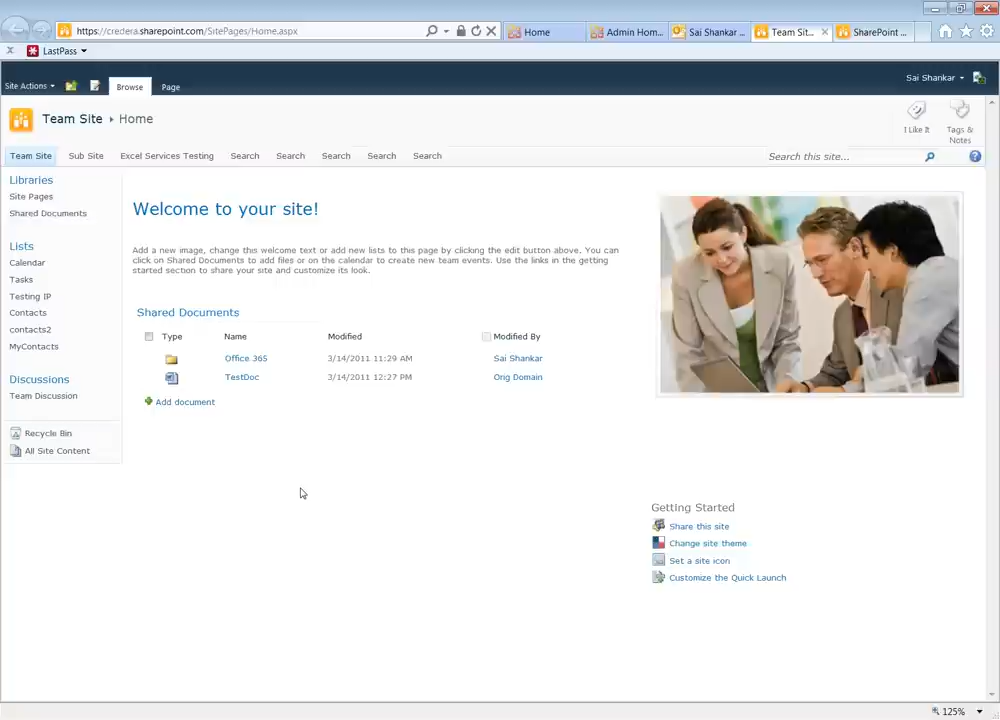 https://credera.sharepoint.com/SitePages/Home.aspx
Home
Admin Hom...
Sai Shankar ...
Team Sit...
SharePoint ...
LastPass
Site Actions
Browse
Page
Sai Shankar
Team Site
Home
I Like It
Tags &
Notes
Team Site
Sub Site
Excel Services Testing
Search
Search
Search
Search
Search
Search this site...
Libraries
Site Pages
Shared Documents
Lists
Calendar
Tasks
Testing IP
Contacts
contacts2
MyContacts
Discussions
Team Discussion
Recycle Bin
All Site Content
Welcome to your site!
Add a new image, change this welcome text or add new lists to this page by clicking the edit button above. You can
click on Shared Documents to add files or on the calendar to create new team events. Use the links in the getting
started section to share your site and customize its look.
Shared Documents
Type Name Modified Modified By
Office 365 3/14/2011 11:29 AM Sai Shankar
TestDoc 3/14/2011 12:27 PM Orig Domain
Add document
Getting Started
Share this site
Change site theme
Set a site icon
Customize the Quick Launch
125%